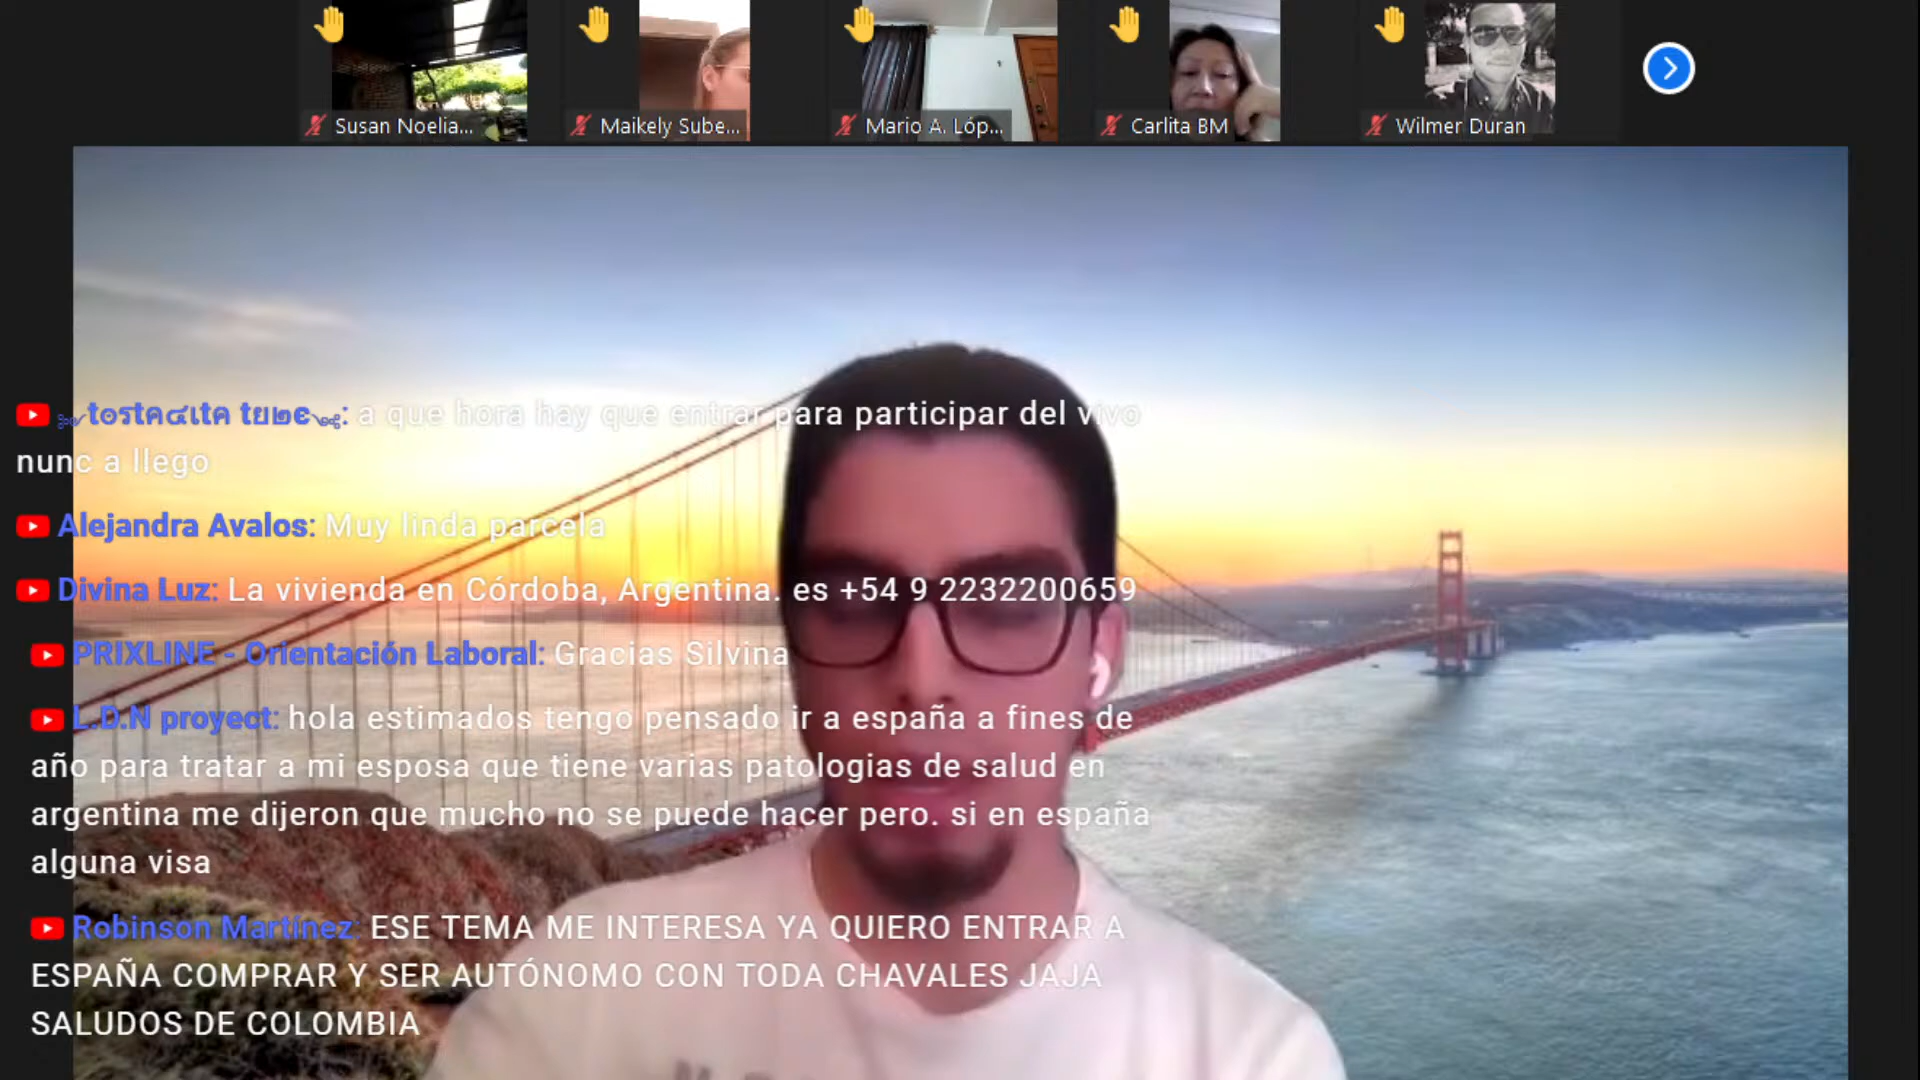 Susan Noelia...
Maikely Sube...
Mario A. Lóp...
Carlita BM
Wilmer Duran
a que hora hay que entrar para participar del vivo
nunc a llego
Alejandra Avalos: Muy linda parcela
Divina Luz: La vivienda en Córdoba, Argentina. es +54 9 2232200659
PRIXLINE - Orientación Laboral: Gracias Silvina
L.D.N proyect: hola estimados tengo pensado ir a españa a fines de
año para tratar a mi esposa que tiene varias patologias de salud en
argentina me dijeron que mucho no se puede hacer pero. si en españa
alguna visa
Robinson Martínez: ESE TEMA ME INTERESA YA QUIERO ENTRAR A
ESPAÑA COMPRAR Y SER AUTÓNOMO CON TODA CHAVALES JAJA
SALUDOS DE COLOMBIA